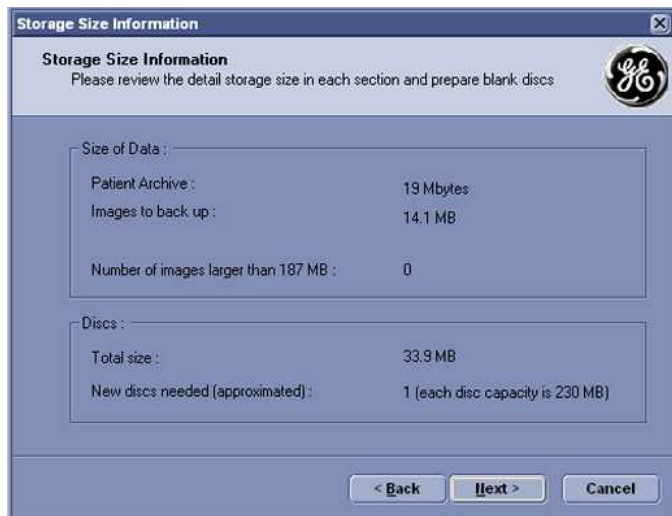 Storage Size Information
Storage Size Information
Please review the detail storage size in each section and prepare blank discs
Size of Data :
Patient Archive : 19 Mbytes
Images to back up : 14.1 MB
Number of images larger than 187 MB : 0
Discs :
Total size : 33.9 MB
New discs needed (approximated) : 1 (each disc capacity is 230 MB)
< Back Next > Cancel